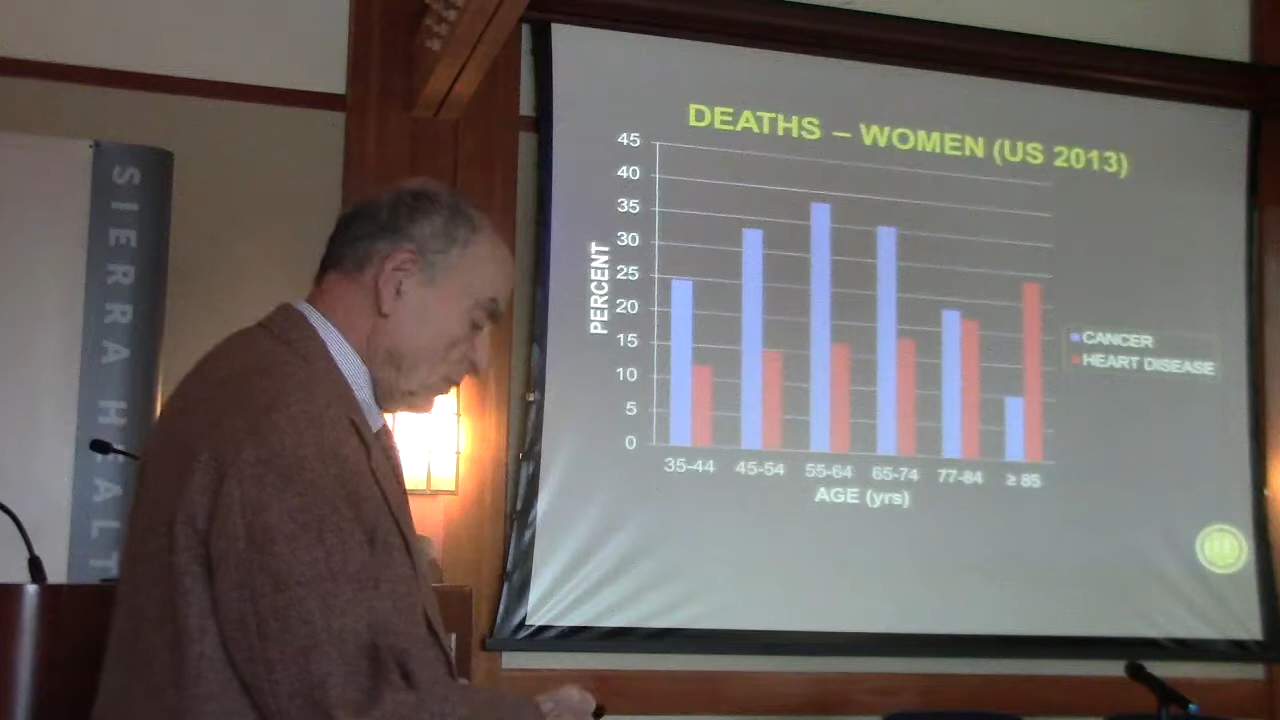 SIERRA HEALT
DEATHS – WOMEN (US 2013)
45
40
35
30
25
20
15
10
5
0
PERCENT
35-44 45-54 55-64 65-74 77-84 ≥ 85
AGE (yrs)
CANCER
HEART DISEASE